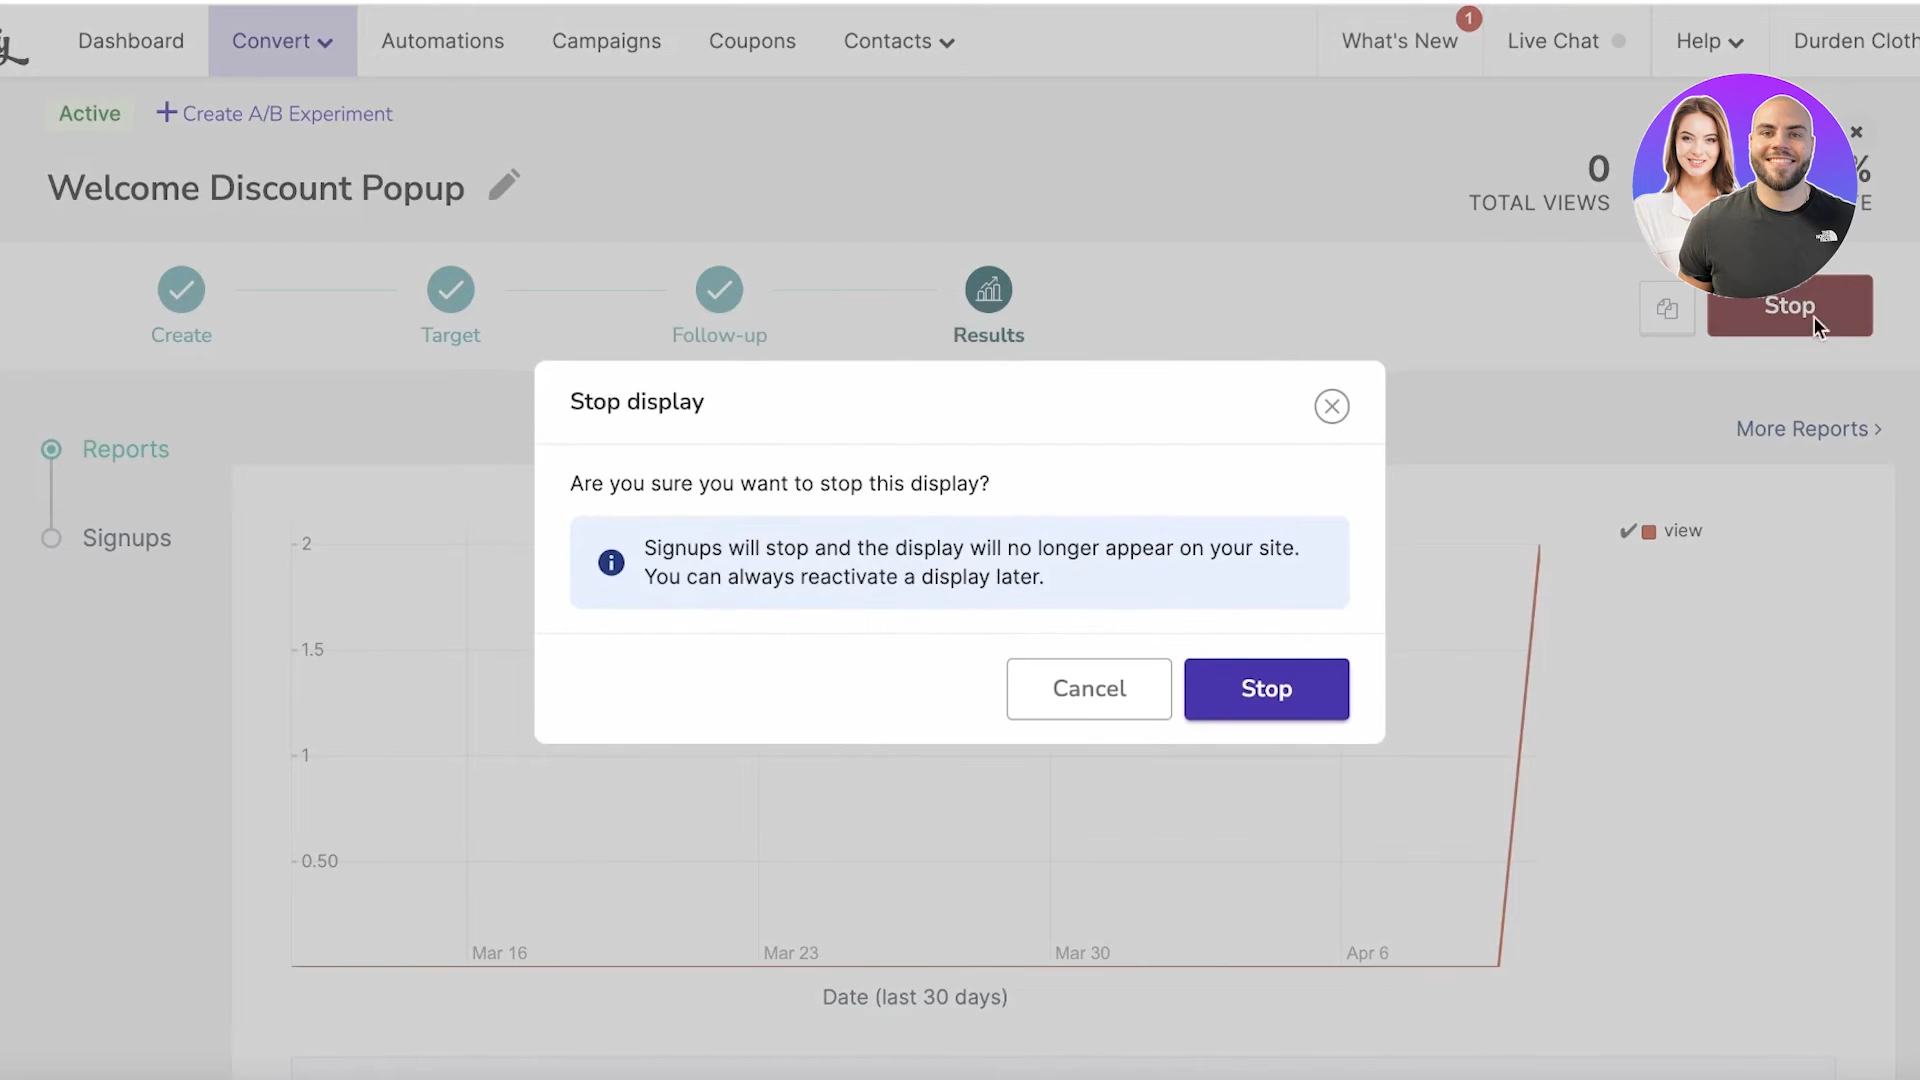 Dashboard
Convert
Automations
Campaigns
Coupons
Contacts
What's New
1
Live Chat
Help
Durden Cloth
Active
+ Create A/B Experiment
Welcome Discount Popup
0
TOTAL VIEWS
%
TE
Create
Target
Follow-up
Results
Stop
Stop display
More Reports >
Reports
Signups
Are you sure you want to stop this display?
Signups will stop and the display will no longer appear on your site.
You can always reactivate a display later.
Cancel
Stop
view
2
1.5
1
0.50
Mar 16
Mar 23
Mar 30
Apr 6
Date (last 30 days)